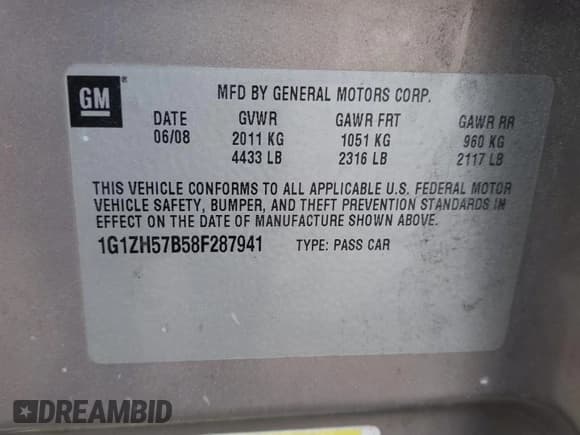 GM ®
MFD BY GENERAL MOTORS CORP.
DATE GVWR GAWR FRT GAWR RR
06/08 2011 KG 1051 KG 960 KG
4433 LB 2316 LB 2117 LB
THIS VEHICLE CONFORMS TO ALL APPLICABLE U.S. FEDERAL MOTOR
VEHICLE SAFETY, BUMPER, AND THEFT PREVENTION STANDARDS IN
EFFECT ON THE DATE OF MANUFACTURE SHOWN ABOVE.
1G1ZH57B58F287941 TYPE: PASS CAR
DREAMBID